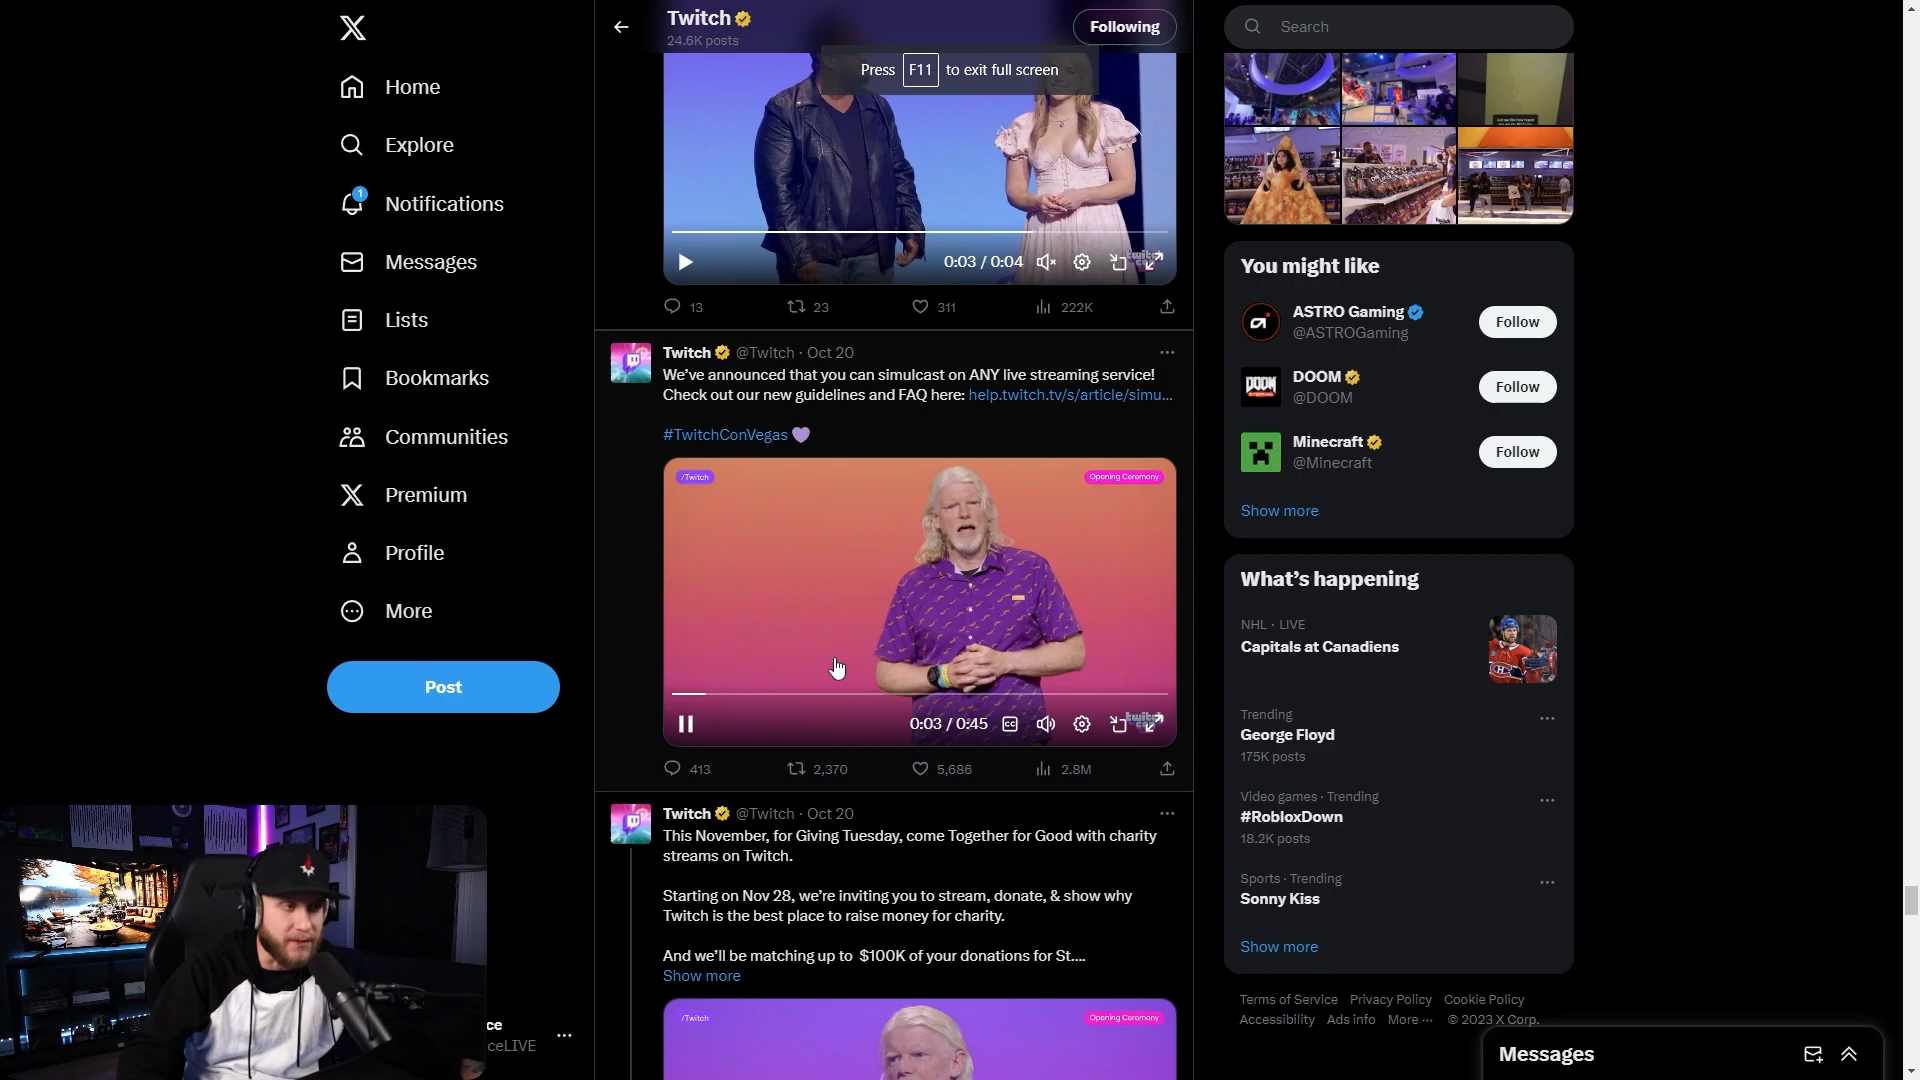 Home
Explore
1
Notifications
Messages
Lists
Bookmarks
Communities
Premium
Profile
More
Post
ce
ceLIVE
Twitch
24.6K posts
Following
Press F11 to exit full screen
0:03 / 0:04
13
23
311
222K
Twitch @Twitch · Oct 20
We've announced that you can simulcast on ANY live streaming service!
Check out our new guidelines and FAQ here: help.twitch.tv/s/article/simu...
#TwitchConVegas
/Twitch
Opening Ceremony
0:03 / 0:45
CC
413
2,370
5,686
2.8M
Twitch @Twitch · Oct 20
This November, for Giving Tuesday, come Together for Good with charity
streams on Twitch.
Starting on Nov 28, we're inviting you to stream, donate, & show why
Twitch is the best place to raise money for charity.
And we'll be matching up to $100K of your donations for St....
Show more
/Twitch
Opening Ceremony
Search
You might like
ASTRO Gaming
@ASTROGaming
Follow
DOOM
@DOOM
Follow
Minecraft
@Minecraft
Follow
Show more
What's happening
NHL · LIVE
Capitals at Canadiens
Trending
George Floyd
175K posts
Video games · Trending
#RobloxDown
18.2K posts
Sports · Trending
Sonny Kiss
Show more
Terms of Service Privacy Policy Cookie Policy
Accessibility Ads info More ··· © 2023 X Corp.
Messages